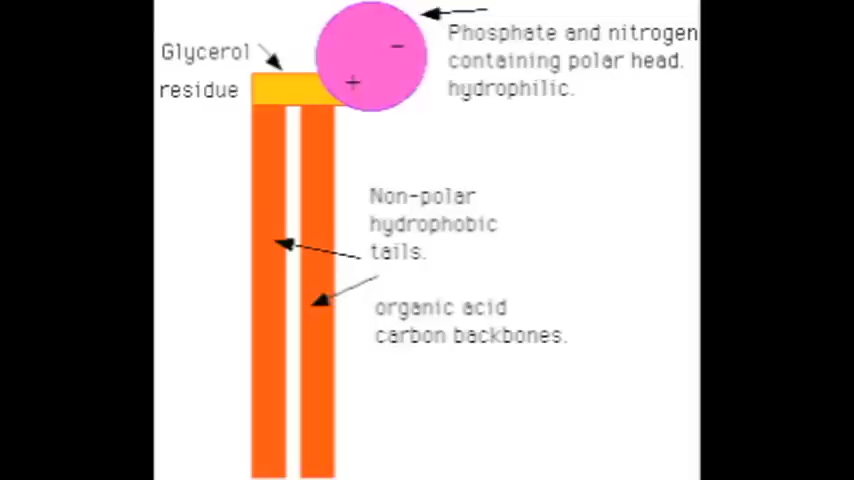 Glycerol
residue
−
+
Phosphate and nitrogen
containing polar head.
hydrophilic.
Non-polar
hydrophobic
tails.
organic acid
carbon backbones.